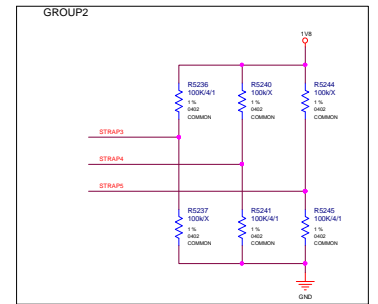 GROUP2
1V8
R5236
100K/4/1
1 %
0402
COMMON
R5240
100k/X
1 %
0402
COMMON
R5244
100k/X
1 %
0402
COMMON
STRAP3
STRAP4
STRAP5
R5237
100k/X
1 %
0402
COMMON
R5241
100K/4/1
1 %
0402
COMMON
R5245
100K/4/1
1 %
0402
COMMON
GND